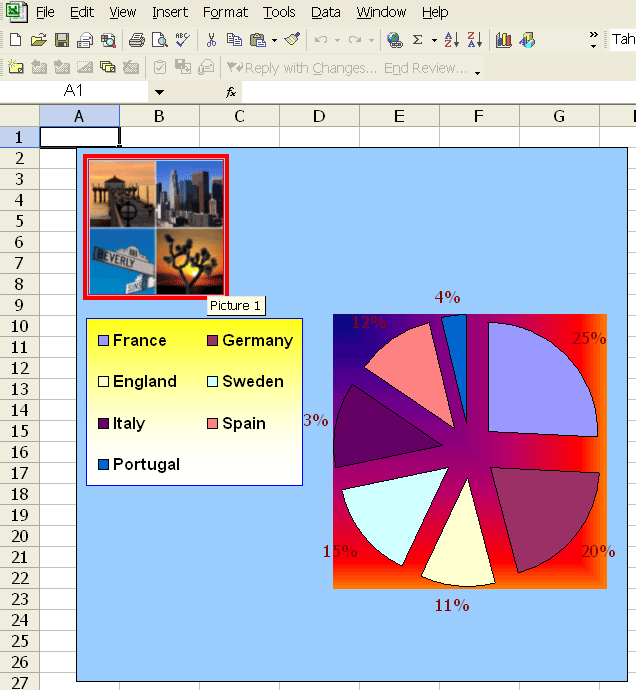 File Edit View Insert Format Tools Data Window Help
Σ Tah
Reply with Changes... End Review...
A1 fx
A B C D E F G
1
2
3
4
5
6
7
8
9
10
11
12
13
14
15
16
17
18
19
20
21
22
23
24
25
26
27
BEVERLY
SUNS
Picture 1
France Germany
England Sweden
Italy Spain
Portugal
4%
12%
25%
3%
15%
20%
11%